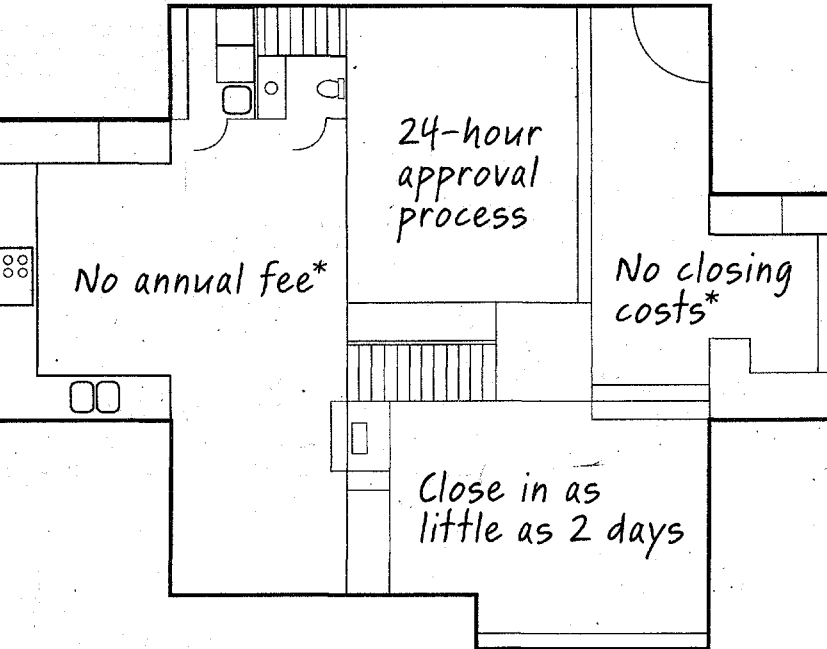 24-hour
approval
process
No annual fee*
No closing
costs*
Close in as
little as 2 days